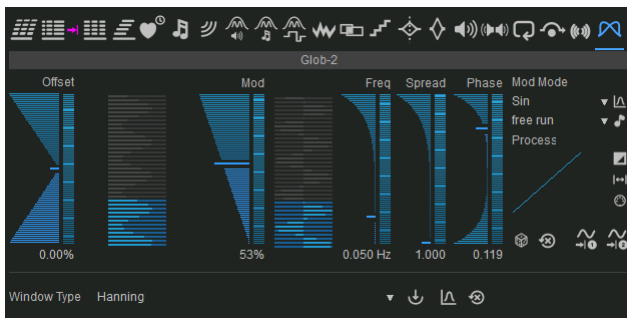 Glob-2
Offset Mod Freq Spread Phase Mod Mode
Sin
free run
Process
0.00% 53% 0.050 Hz 1.000 0.119
Window Type Hanning